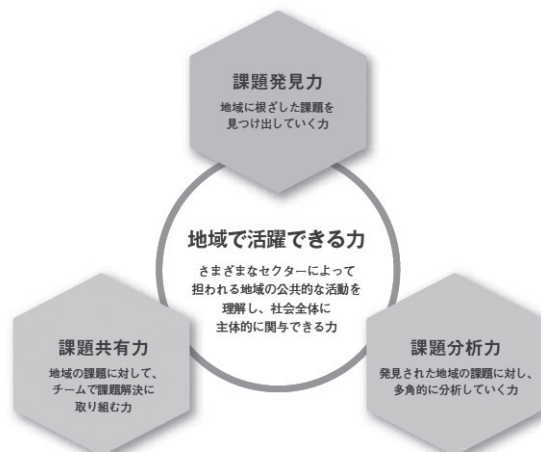 課題発見力
地域に根ざした課題を
見つけ出していく力
地域で活躍できる力
さまざまなセクターによって
担われる地域の公共的な活動を
理解し、社会全体に
主体的に関与できる力
課題共有力
地域の課題に対して、
チームで課題解決に
取り組む力
課題分析力
発見された地域の課題に対し、
多角的に分析していく力